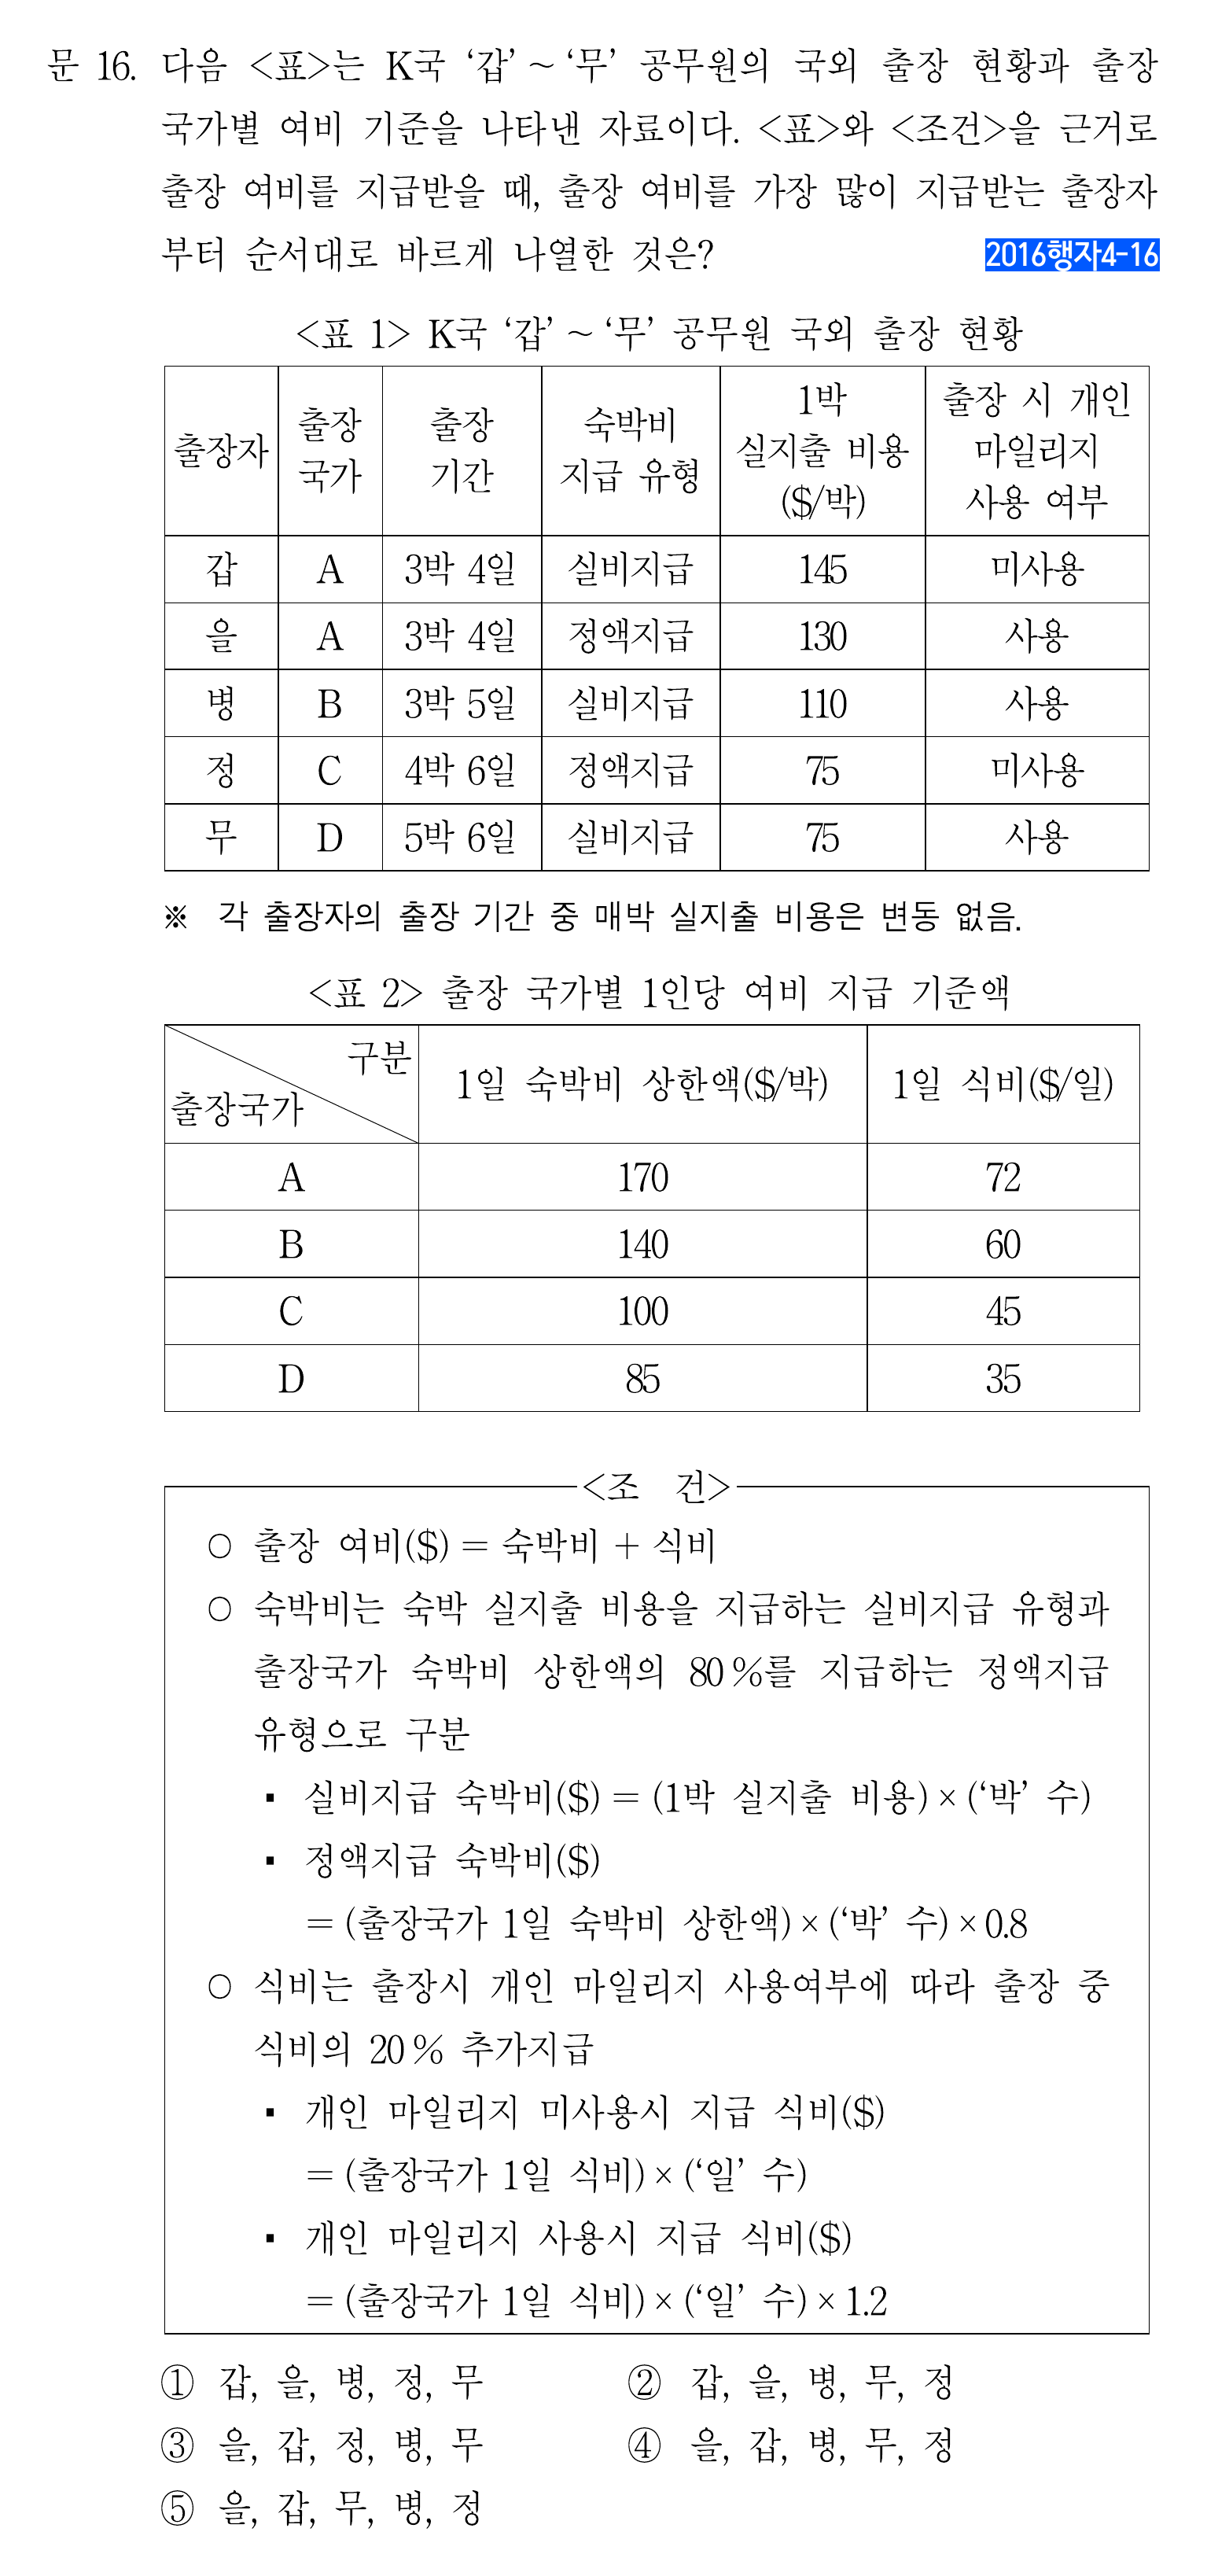 문 16. 다음 <표>는 K국 ‘갑’ ~ ‘무’ 공무원의 국외 출장 현황과 출장
국가별 여비 기준을 나타낸 자료이다. <표>와 <조건>을 근거로
출장 여비를 지급받을 때, 출장 여비를 가장 많이 지급받는 출장자
부터 순서대로 바르게 나열한 것은? 2016행자4-16
<표 1> K국 ‘갑’ ~ ‘무’ 공무원 국외 출장 현황
출장자 출장 국가 출장 기간 숙박비 지급 유형 1박 실지출 비용 ($/박) 출장 시 개인 마일리지 사용 여부
갑 A 3박 4일 실비지급 145 미사용
을 A 3박 4일 정액지급 130 사용
병 B 3박 5일 실비지급 110 사용
정 C 4박 6일 정액지급 75 미사용
무 D 5박 6일 실비지급 75 사용
※ 각 출장자의 출장 기간 중 매박 실지출 비용은 변동 없음.
<표 2> 출장 국가별 1인당 여비 지급 기준액
구분 출장국가 1일 숙박비 상한액($/박) 1일 식비($/일)
A 170 72
B 140 60
C 100 45
D 85 35
<조 건>
○ 출장 여비($) = 숙박비 + 식비
○ 숙박비는 숙박 실지출 비용을 지급하는 실비지급 유형과
출장국가 숙박비 상한액의 80%를 지급하는 정액지급
유형으로 구분
▪ 실비지급 숙박비($) = (1박 실지출 비용) × (‘박’ 수)
▪ 정액지급 숙박비($)
= (출장국가 1일 숙박비 상한액) × (‘박’ 수) × 0.8
○ 식비는 출장시 개인 마일리지 사용여부에 따라 출장 중
식비의 20% 추가지급
▪ 개인 마일리지 미사용시 지급 식비($)
= (출장국가 1일 식비) × (‘일’ 수)
▪ 개인 마일리지 사용시 지급 식비($)
= (출장국가 1일 식비) × (‘일’ 수) × 1.2
① 갑, 을, 병, 정, 무 ② 갑, 을, 병, 무, 정
③ 을, 갑, 정, 병, 무 ④ 을, 갑, 병, 무, 정
⑤ 을, 갑, 무, 병, 정